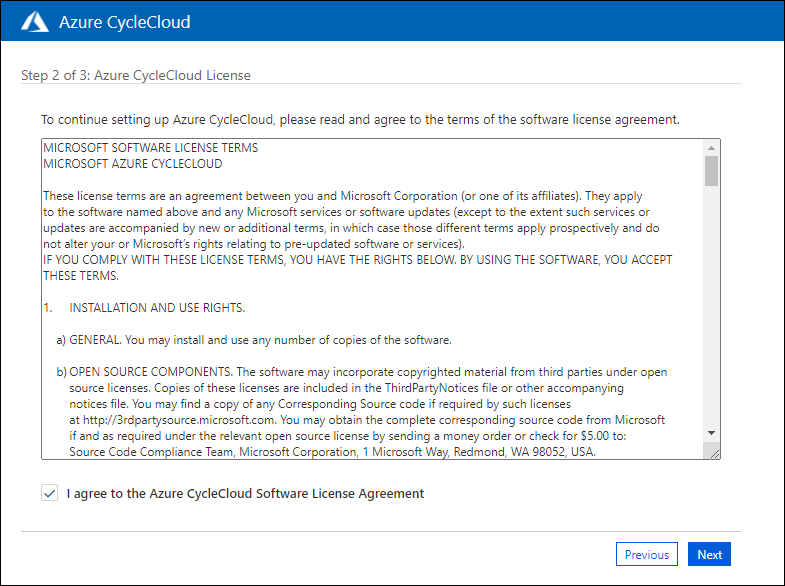 Azure CycleCloud
Step 2 of 3: Azure CycleCloud License
To continue setting up Azure CycleCloud, please read and agree to the terms of the software license agreement.
MICROSOFT SOFTWARE LICENSE TERMS
MICROSOFT AZURE CYCLECLOUD
These license terms are an agreement between you and Microsoft Corporation (or one of its affiliates). They apply
to the software named above and any Microsoft services or software updates (except to the extent such services or
updates are accompanied by new or additional terms, in which case those different terms apply prospectively and do
not alter your or Microsoft's rights relating to pre-updated software or services).
IF YOU COMPLY WITH THESE LICENSE TERMS, YOU HAVE THE RIGHTS BELOW. BY USING THE SOFTWARE, YOU ACCEPT
THESE TERMS.
1. INSTALLATION AND USE RIGHTS.
a) GENERAL. You may install and use any number of copies of the software.
b) OPEN SOURCE COMPONENTS. The software may incorporate copyrighted material from third parties under open
source licenses. Copies of these licenses are included in the ThirdPartyNotices file or other accompanying
notices file. You may find a copy of any Corresponding Source code if required by such licenses
at http://3rdpartysource.microsoft.com. You may obtain the complete corresponding source code from Microsoft
if and as required under the relevant open source license by sending a money order or check for $5.00 to:
Source Code Compliance Team, Microsoft Corporation, 1 Microsoft Way, Redmond, WA 98052, USA.
I agree to the Azure CycleCloud Software License Agreement
Previous
Next